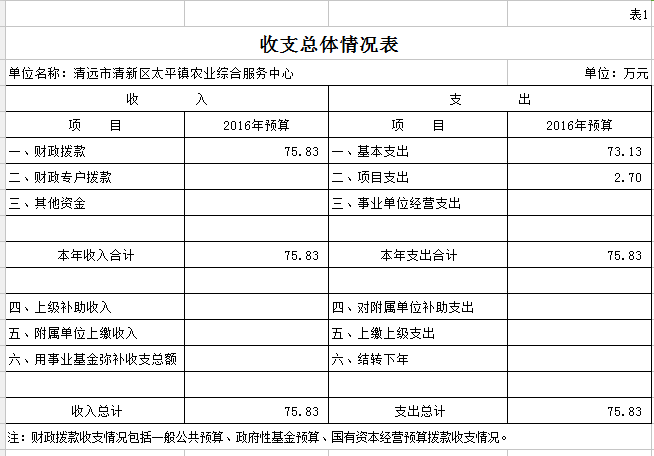 表1
收支总体情况表
单位名称：清远市清新区太平镇农业综合服务中心 单位：万元
收 入 支 出
项 目 2016年预算 项 目 2016年预算
一、财政拨款 75.83 一、基本支出 73.13
二、财政专户拨款 二、项目支出 2.70
三、其他资金 三、事业单位经营支出
本年收入合计 75.83 本年支出合计 75.83
四、上级补助收入 四、对附属单位补助支出
五、附属单位上缴收入 五、上缴上级支出
六、用事业基金弥补收支总额 六、结转下年
收入总计 75.83 支出总计 75.83
注：财政拨款收支情况包括一般公共预算、政府性基金预算、国有资本经营预算拨款收支情况。